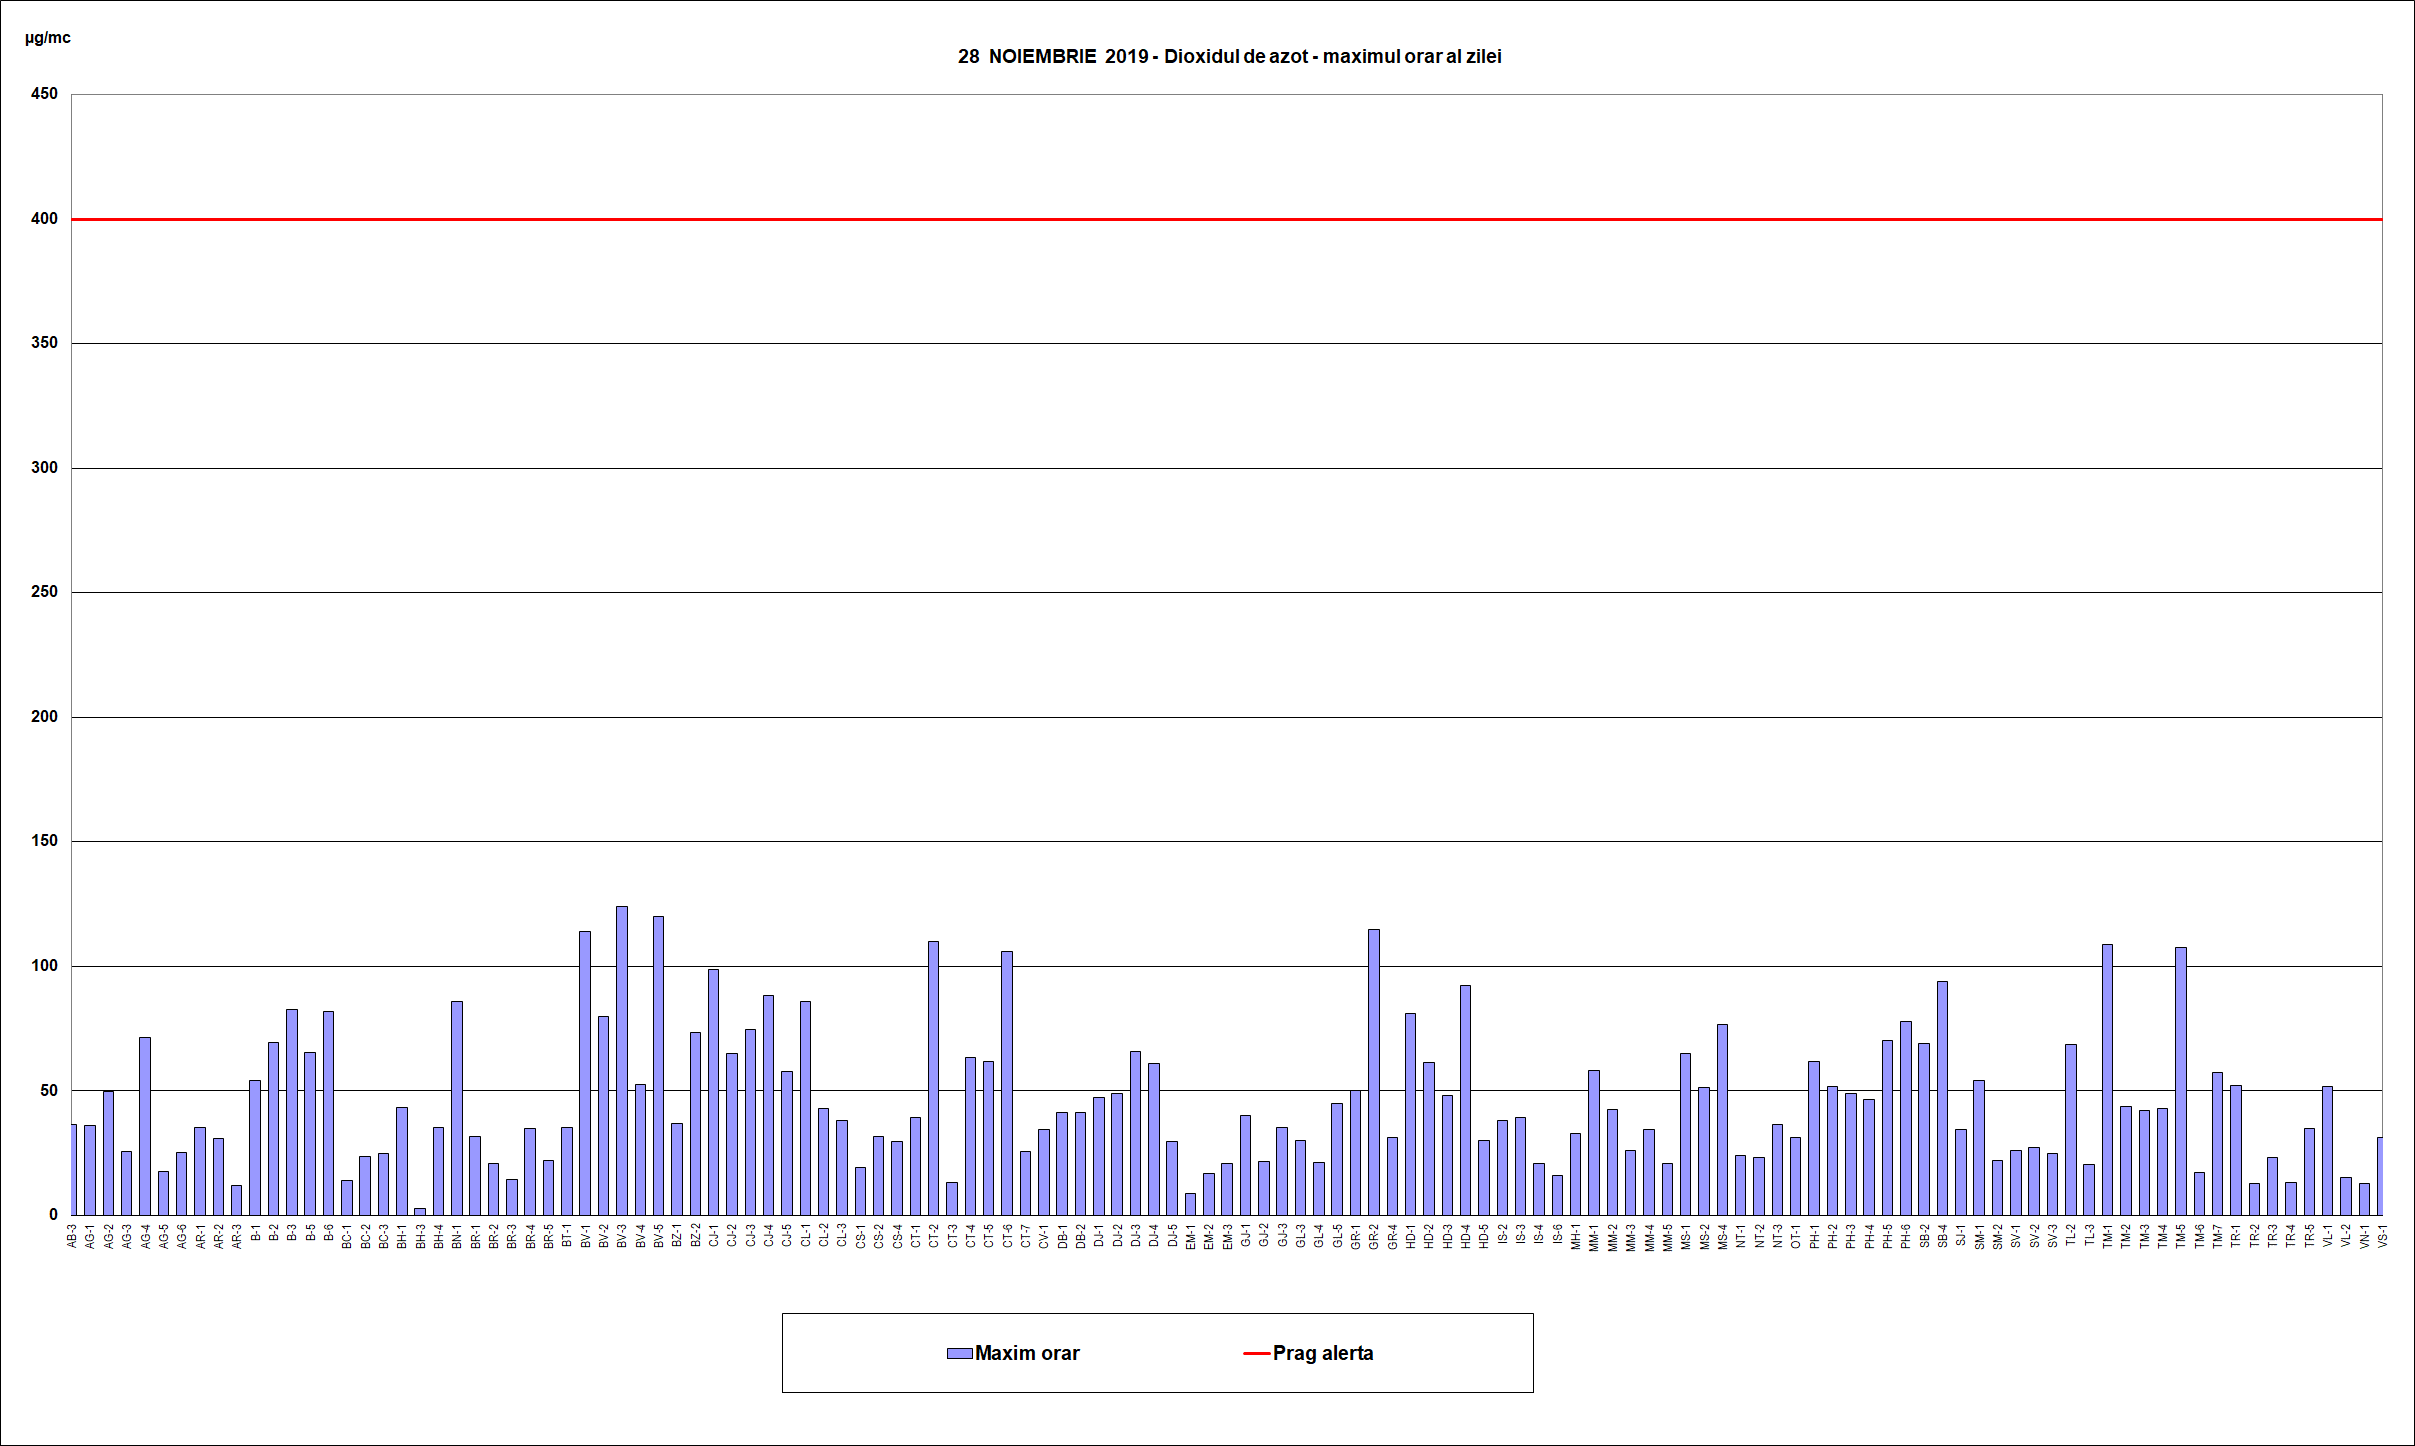 µg/mc
28 NOIEMBRIE 2019 - Dioxidul de azot - maximul orar al zilei
450
400
350
300
250
200
150
100
50
0
AB-3 AG-1 AG-2 AG-3 AG-4 AG-5 AG-6 AR-1 AR-2 AR-3 B-1 B-2 B-3 B-5 B-6 BC-1 BC-2 BC-3 BH-1 BH-3 BH-4 BN-1 BR-1 BR-2 BR-3 BR-4 BR-5 BT-1 BV-1 BV-2 BV-3 BV-4 BV-5 BZ-1 BZ-2 CJ-1 CJ-2 CJ-3 CJ-4 CJ-5 CL-1 CL-2 CL-3 CS-1 CS-2 CS-4 CT-1 CT-2 CT-3 CT-4 CT-5 CT-6 CT-7 CV-1 DB-1 DB-2 DJ-1 DJ-2 DJ-3 DJ-4 DJ-5 EM-1 EM-2 EM-3 GJ-1 GJ-2 GJ-3 GL-3 GL-4 GL-5 GR-1 GR-2 GR-4 HD-1 HD-2 HD-3 HD-4 HD-5 IS-2 IS-3 IS-4 IS-6 MH-1 MM-1 MM-2 MM-3 MM-4 MM-5 MS-1 MS-2 MS-4 NT-1 NT-2 NT-3 OT-1 PH-1 PH-2 PH-3 PH-4 PH-5 PH-6 SB-2 SB-4 SJ-1 SM-1 SM-2 SV-1 SV-2 SV-3 TL-2 TL-3 TM-1 TM-2 TM-3 TM-4 TM-5 TM-6 TM-7 TR-1 TR-2 TR-3 TR-4 TR-5 VL-1 VL-2 VN-1 VS-1
Maxim orar Prag alerta